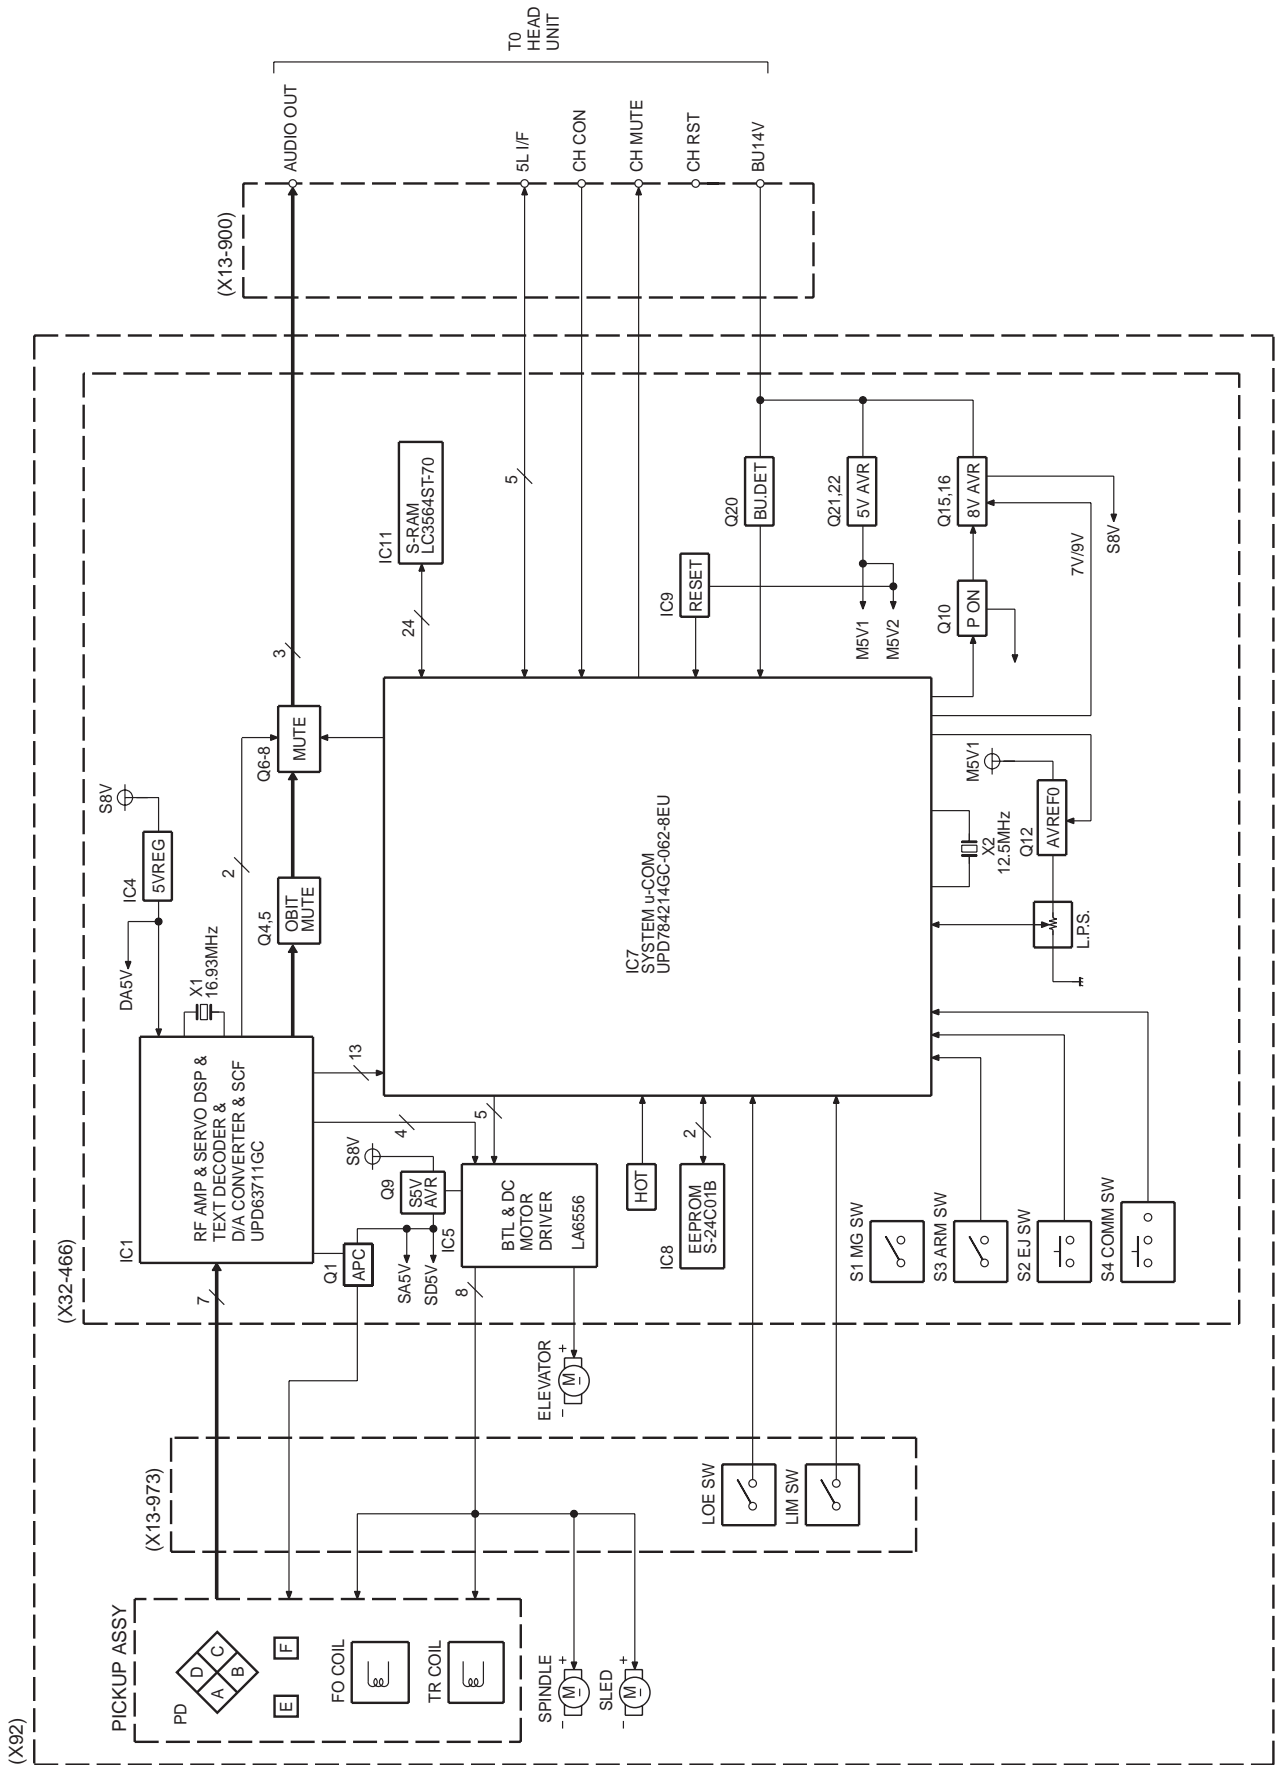 (X92)
PICKUP ASSY
PD
A
D
B
C
E
F
FO COIL
TR COIL
SPINDLE
M
+
−
SLED
M
+
−
(X13-973)
LOE SW
LIM SW
ELEVATOR
M
+
−
(X32-466)
7
IC1
RF AMP & SERVO DSP &
TEXT DECODER &
D/A CONVERTER & SCF
UPD63711GC
Q1
APC
SA5V
SD5V
Q9
S5V
AVR
S8V
IC5
BTL & DC
MOTOR
DRIVER
LA6556
8
4
5
13
HOT
IC8
EEPROM
S-24C01B
2
S1 MG SW
S3 ARM SW
S2 EJ SW
S4 COMM SW
DA5V
X1
16.93MHz
IC4
5VREG
S8V
2
Q4,5
OBIT
MUTE
Q6-8
MUTE
3
IC7
SYSTEM u-COM
UPD784214GC-062-8EU
L.P.S.
X2
12.5MHz
Q12
AVREF0
M5V1
24
IC11
S-RAM
LC3564ST-70
5
IC9
RESET
Q20
BU.DET
M5V1
M5V2
Q21,22
5V AVR
Q10
P ON
Q15,16
8V AVR
7V/9V
S8V
(X13-900)
AUDIO OUT
5L I/F
CH CON
CH MUTE
CH RST
BU14V
T0
HEAD
UNIT